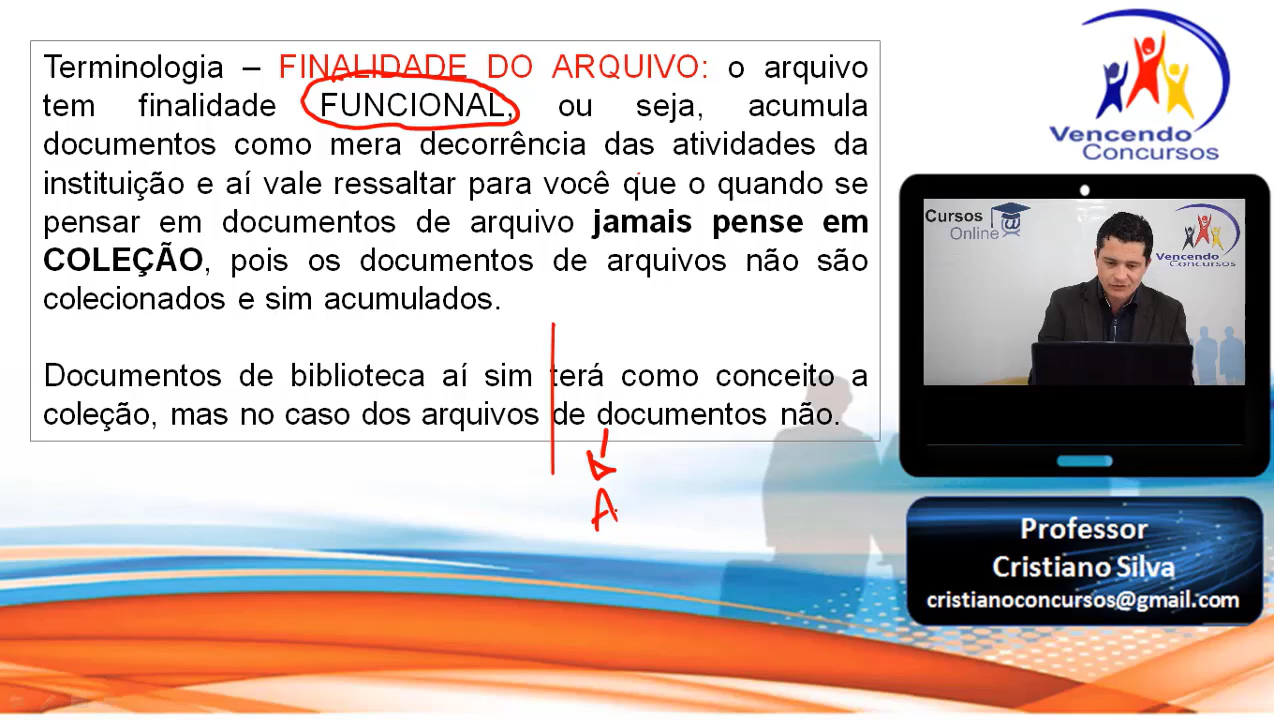 Terminologia – FINALIDADE DO ARQUIVO: o arquivo
tem finalidade FUNCIONAL, ou seja, acumula
documentos como mera decorrência das atividades da
instituição e aí vale ressaltar para você que o quando se
pensar em documentos de arquivo jamais pense em
COLEÇÃO, pois os documentos de arquivos não são
colecionados e sim acumulados.
Documentos de biblioteca aí sim terá como conceito a
coleção, mas no caso dos arquivos de documentos não.
A
Vencendo
Concursos
Cursos
Online
Vencendo
Concursos
Professor
Cristiano Silva
cristianoconcursos@gmail.com